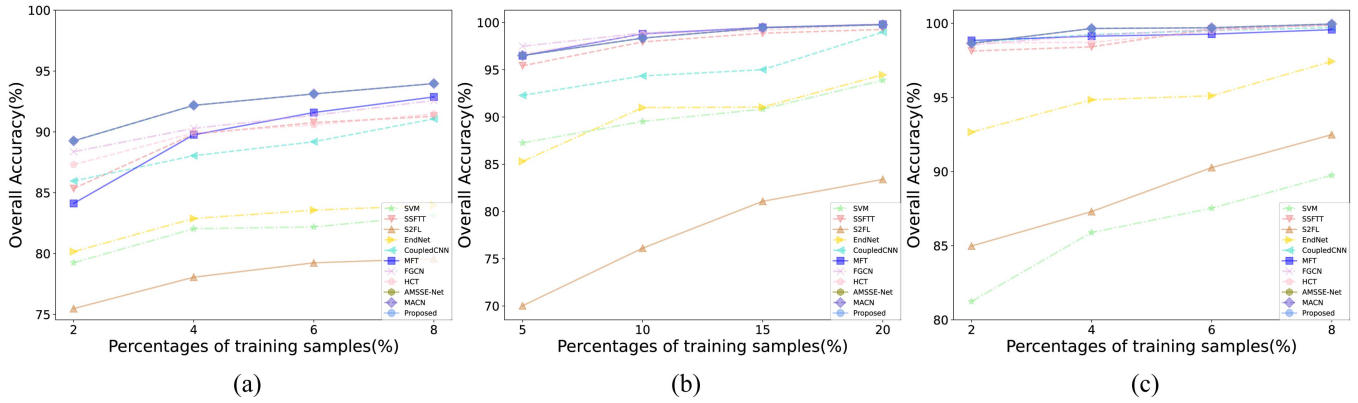 100
95
90
85
80
75
2
4
6
8
Overall Accuracy(%)
Percentages of training samples(%)
SVM
SSFTT
S2FL
EndNet
CoupledCNN
MFT
FGCN
HCT
AMSSE-Net
MACN
Proposed
(a)
100
95
90
85
80
75
70
5
10
15
20
Overall Accuracy(%)
Percentages of training samples(%)
SVM
SSFTT
S2FL
EndNet
CoupledCNN
MFT
FGCN
HCT
AMSSE-Net
MACN
Proposed
(b)
100
95
90
85
80
2
4
6
8
Overall Accuracy(%)
Percentages of training samples(%)
SVM
SSFTT
S2FL
EndNet
CoupledCNN
MFT
FGCN
HCT
AMSSE-Net
MACN
Proposed
(c)